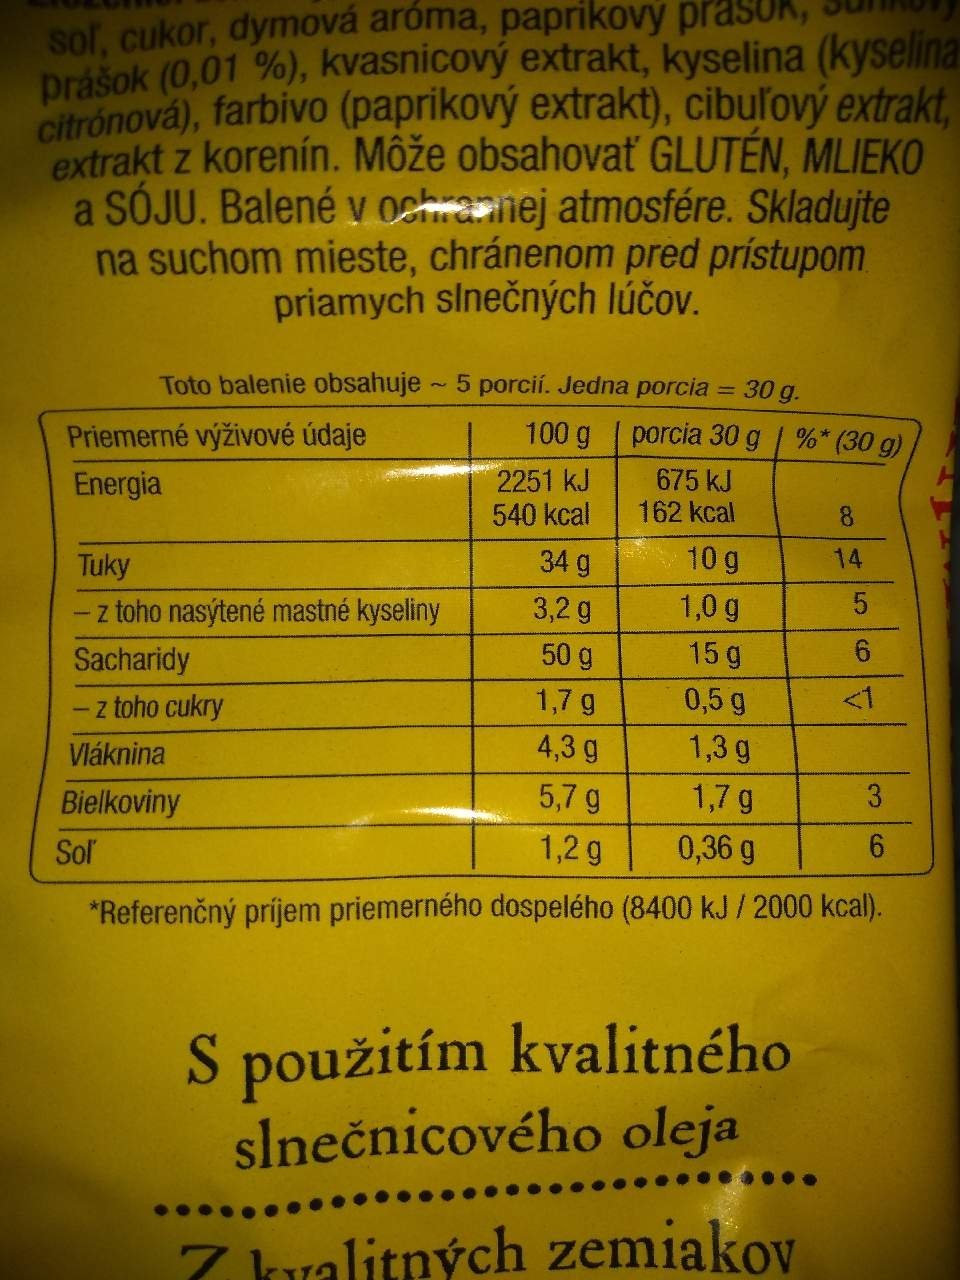 soľ, cukor, dymová aróma, paprikový prášok,
prášok (0,01 %), kvasnicový extrakt, kyselina (kyselina
citrónová), farbivo (paprikový extrakt), cibuľový extrakt,
extrakt z korenín. Môže obsahovať GLUTÉN, MLIEKO
a SÓJU. Balené v ochrannej atmosfére. Skladujte
na suchom mieste, chránenom pred prístupom
priamych slnečných lúčov.
Toto balenie obsahuje ~ 5 porcií. Jedna porcia = 30 g.
Priemerné výživové údaje 100 g porcia 30 g %* (30 g)
Energia 2251 kJ 675 kJ
540 kcal 162 kcal 8
Tuky 34 g 10 g 14
– z toho nasýtené mastné kyseliny 3,2 g 1,0 g 5
Sacharidy 50 g 15 g 6
– z toho cukry 1,7 g 0,5 g <1
Vláknina 4,3 g 1,3 g
Bielkoviny 5,7 g 1,7 g 3
Soľ 1,2 g 0,36 g 6
*Referenčný príjem priemerného dospelého (8400 kJ / 2000 kcal).
S použitím kvalitného
slnečnicového oleja
Z kvalitných zemiakov